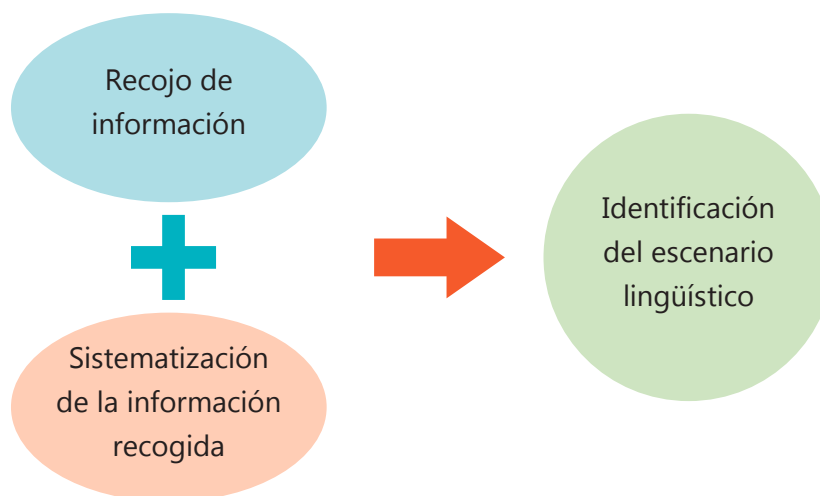 Recojo de
información
Sistematización
de la información
recogida
Identificación
del escenario
lingüístico